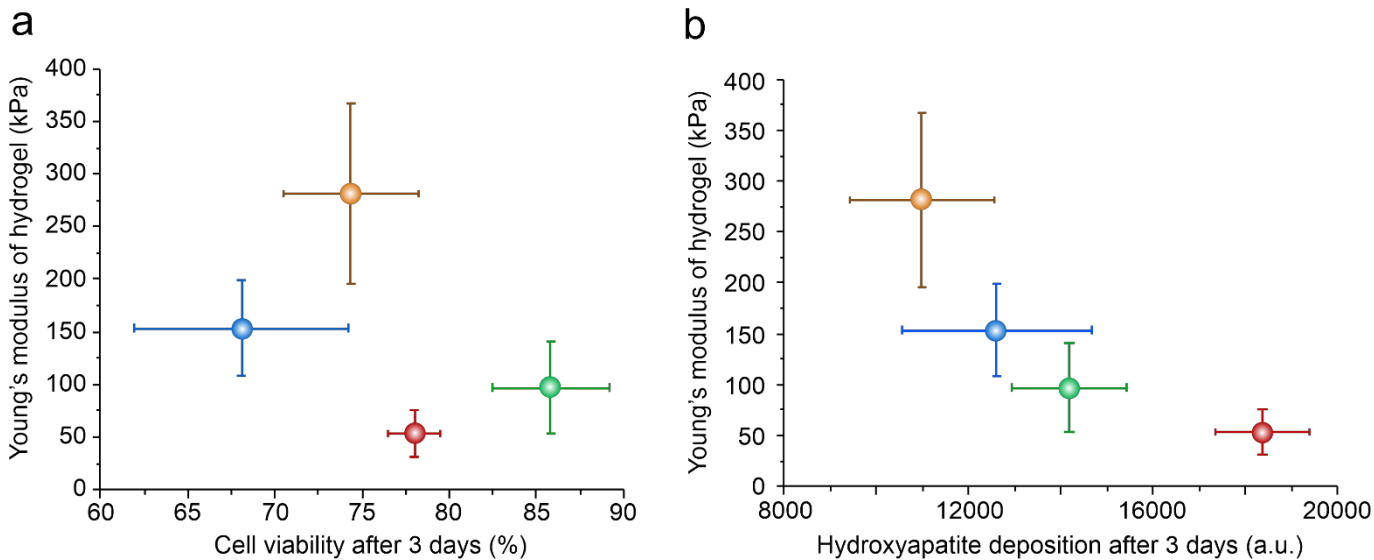 a
Young's modulus of hydrogel (kPa)
400
350
300
250
200
150
100
50
0
60 65 70 75 80 85 90
Cell viability after 3 days (%)
b
Young's modulus of hydrogel (kPa)
400
350
300
250
200
150
100
50
0
8000 12000 16000 20000
Hydroxyapatite deposition after 3 days (a.u.)